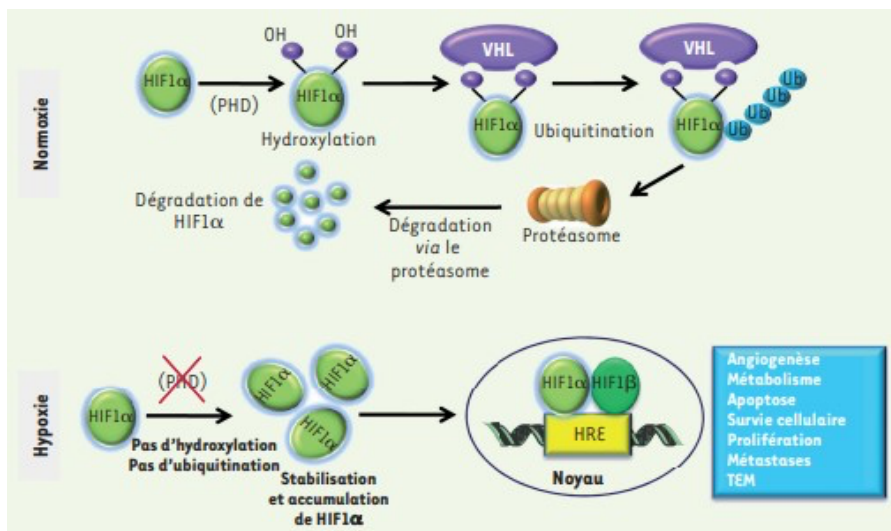 Normoxie
HIF1α
(PHD)
OH OH
HIF1α
Hydroxylation
VHL
HIF1α
Ubiquitination
VHL
HIF1α
Ub
Ub
Ub
Ub
Protéasome
Dégradation
via le
protéasome
Dégradation de
HIF1α
Hypoxie
HIF1α
(PHD)
Pas d'hydroxylation
Pas d'ubiquitination
HIF1α
HIF1α
HIF1α
Stabilisation
et accumulation
de HIF1α
HIF1α HIF1β
HRE
Noyau
Angiogenèse
Métabolisme
Apoptose
Survie cellulaire
Prolifération
Métastases
TEM